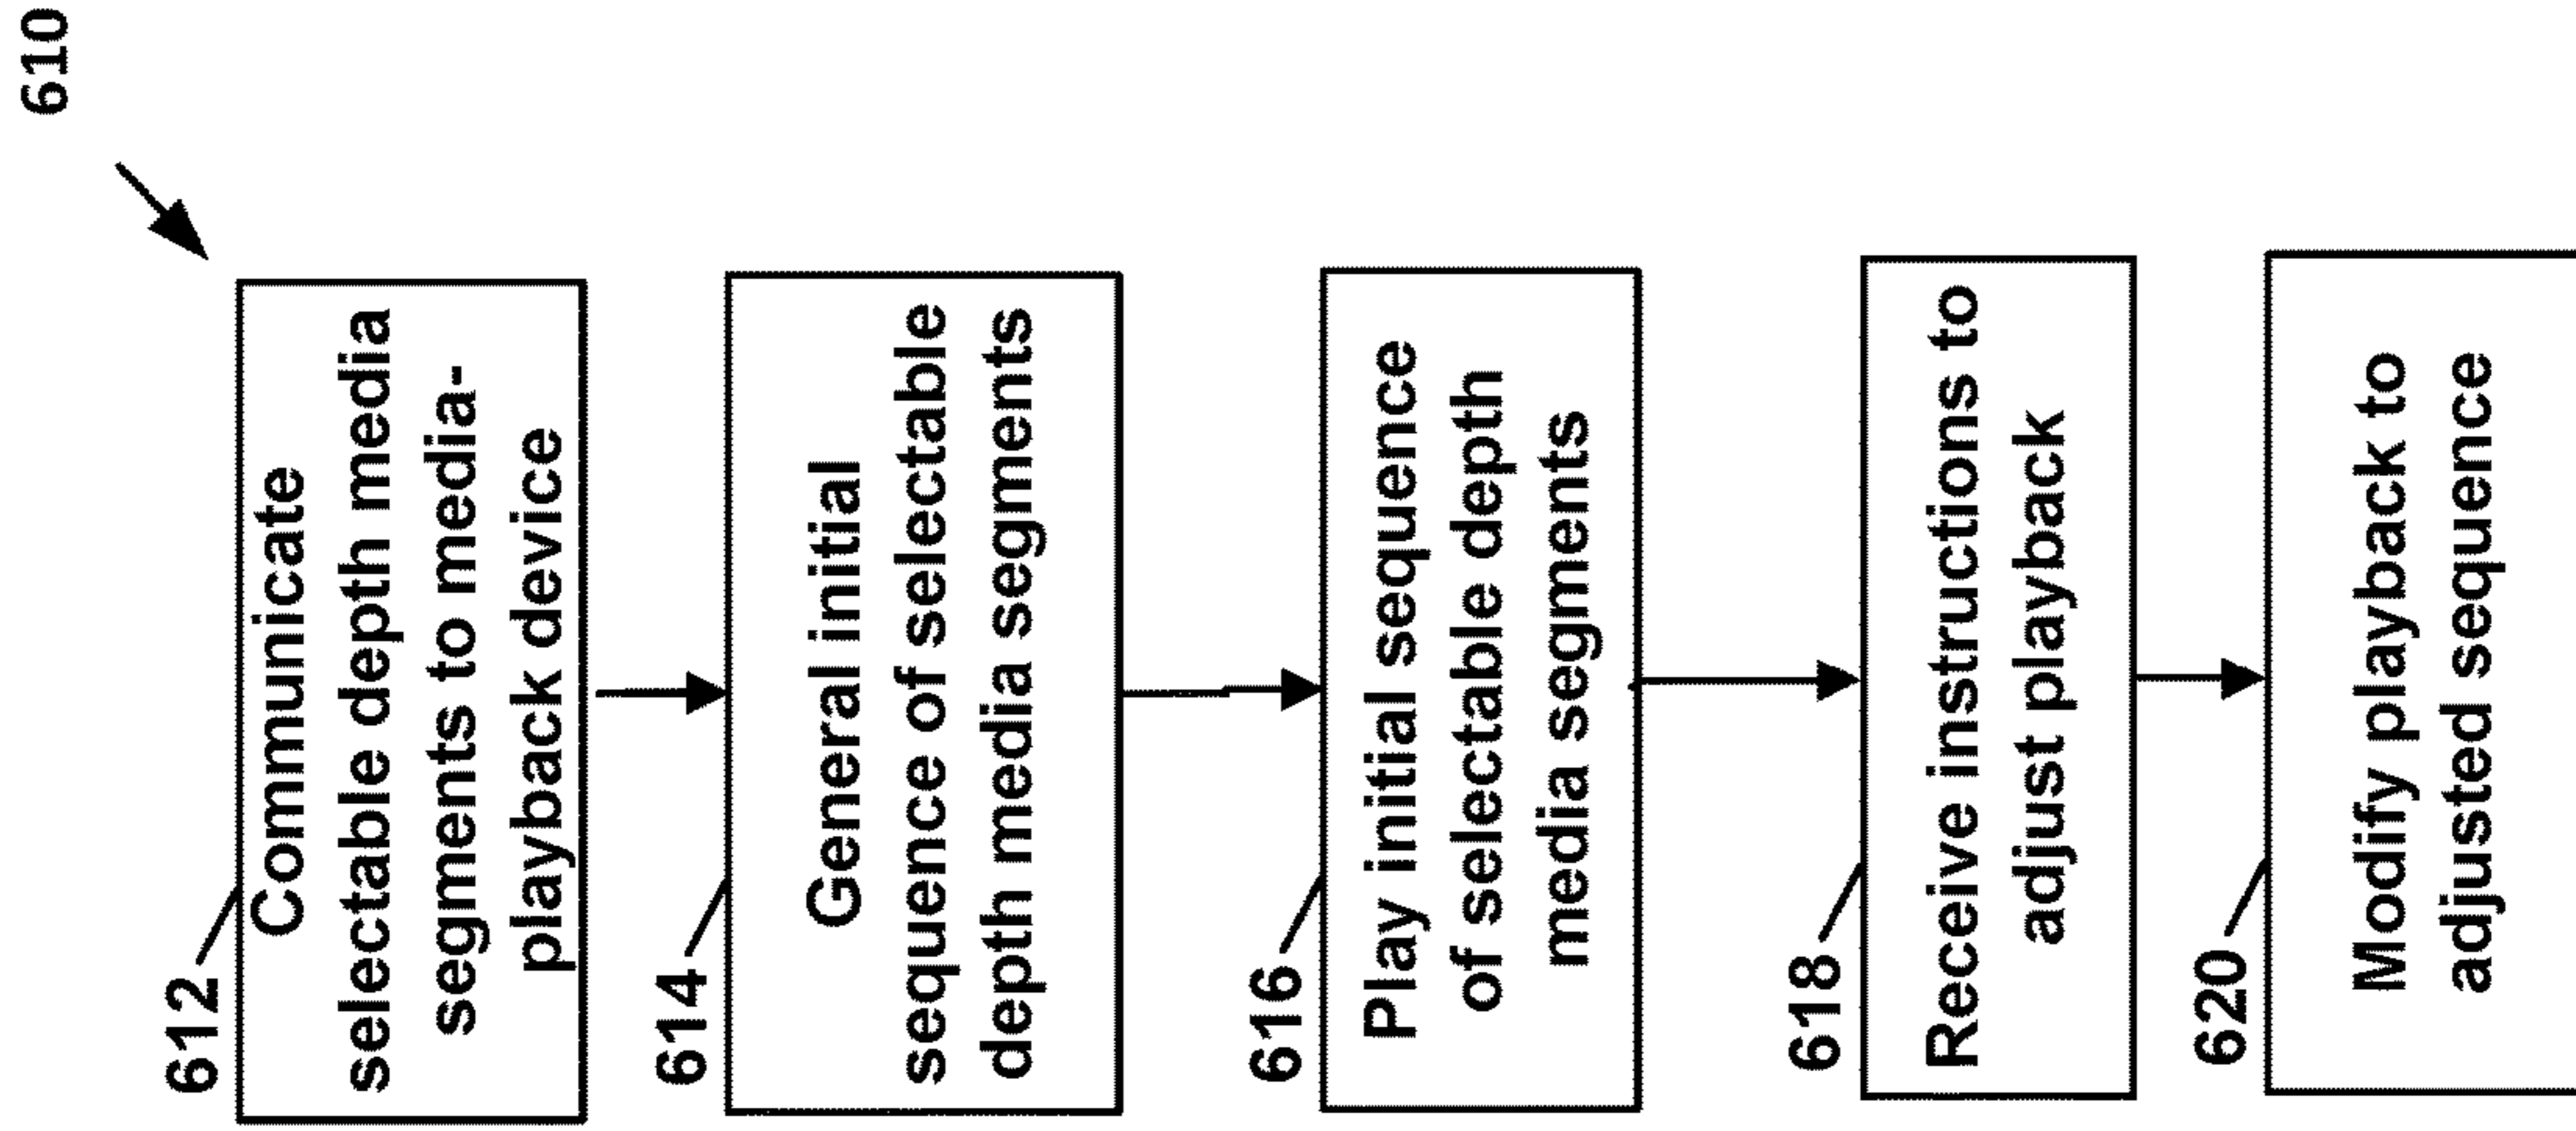 610
612
Communicate
selectable depth media
segments to media-
playback device
614
General initial
sequence of selectable
depth media segments
616
Play initial sequence
of selectable depth
media segments
618
Receive instructions to
adjust playback
620
Modify playback to
adjusted sequence